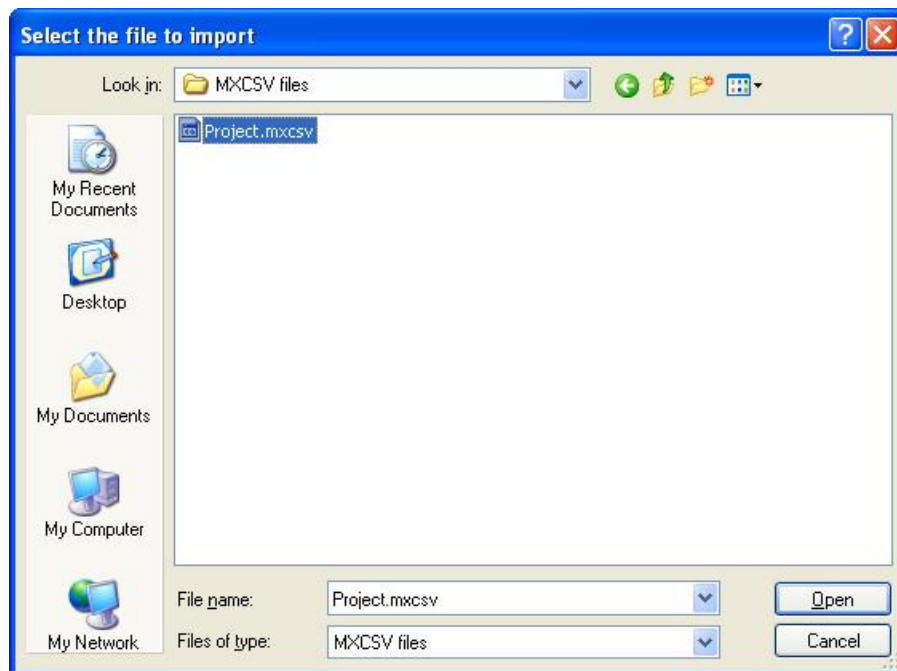 Select the file to import
?
Look in:
MXCSV files
Project.mxcsv
My Recent
Documents
Desktop
My Documents
My Computer
My Network
File name:
Project.mxcsv
Open
Files of type:
MXCSV files
Cancel